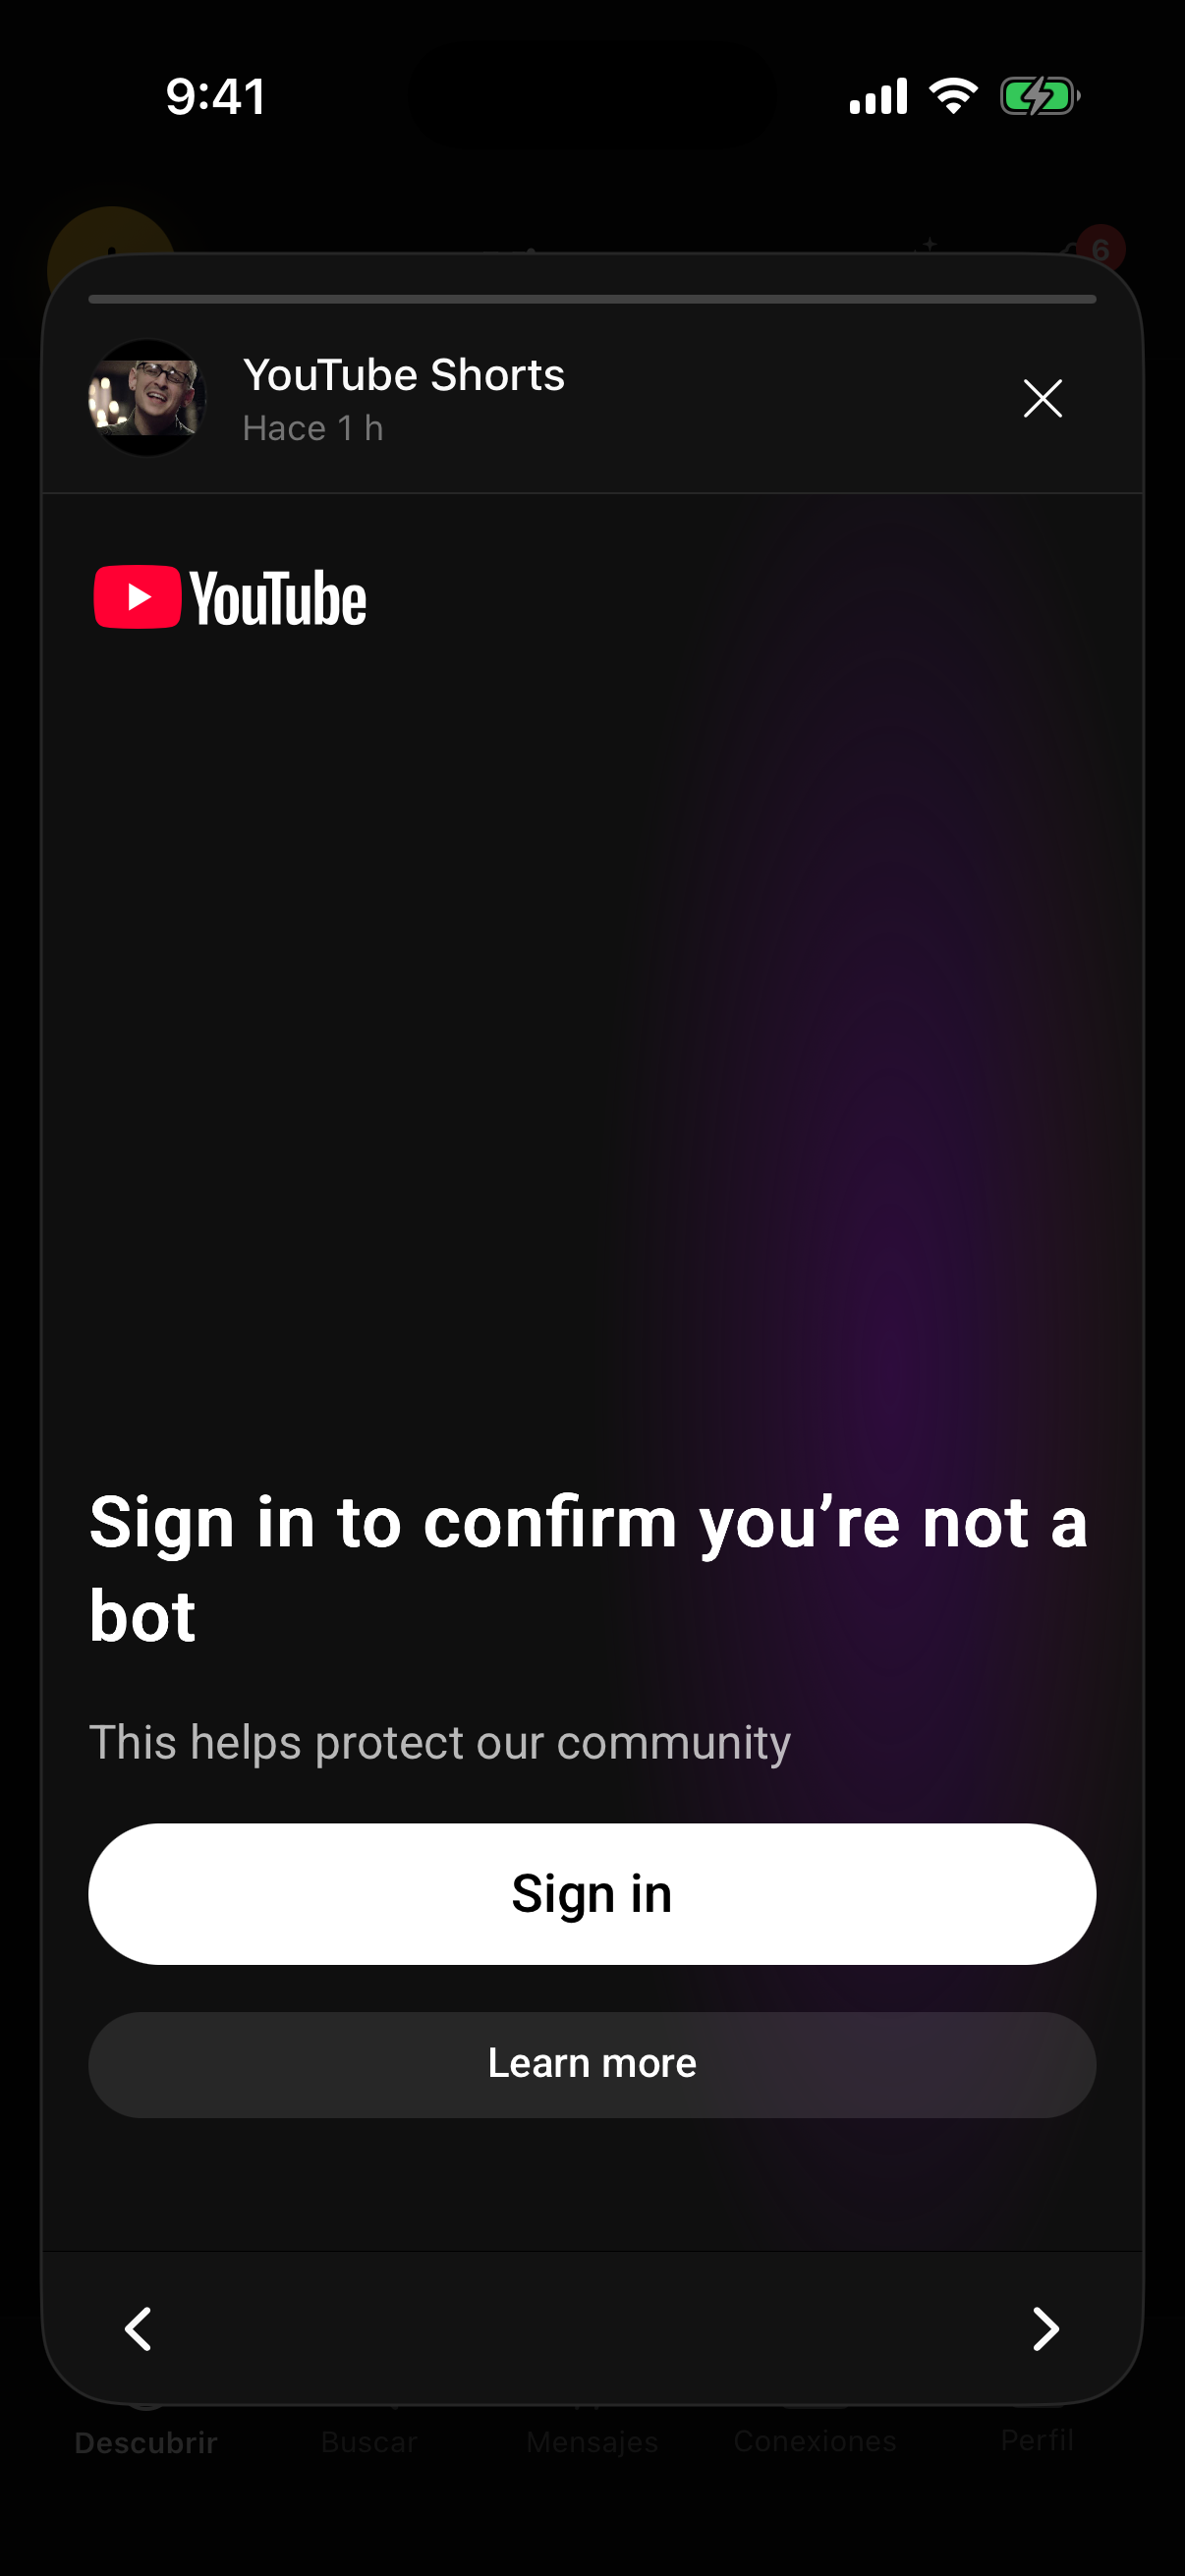 9:41
6
YouTube Shorts
Hace 1 h
YouTube
Sign in to confirm you’re not a
bot
This helps protect our community
Sign in
Learn more
Descubrir
Buscar
Mensajes
Conexiones
Perfil